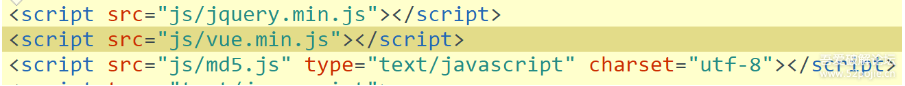 <script src="js/jquery.min.js"></script>
<script src="js/vue.min.js"></script>
<script src="js/md5.js" type="text/javascript" charset="utf-8"></script>